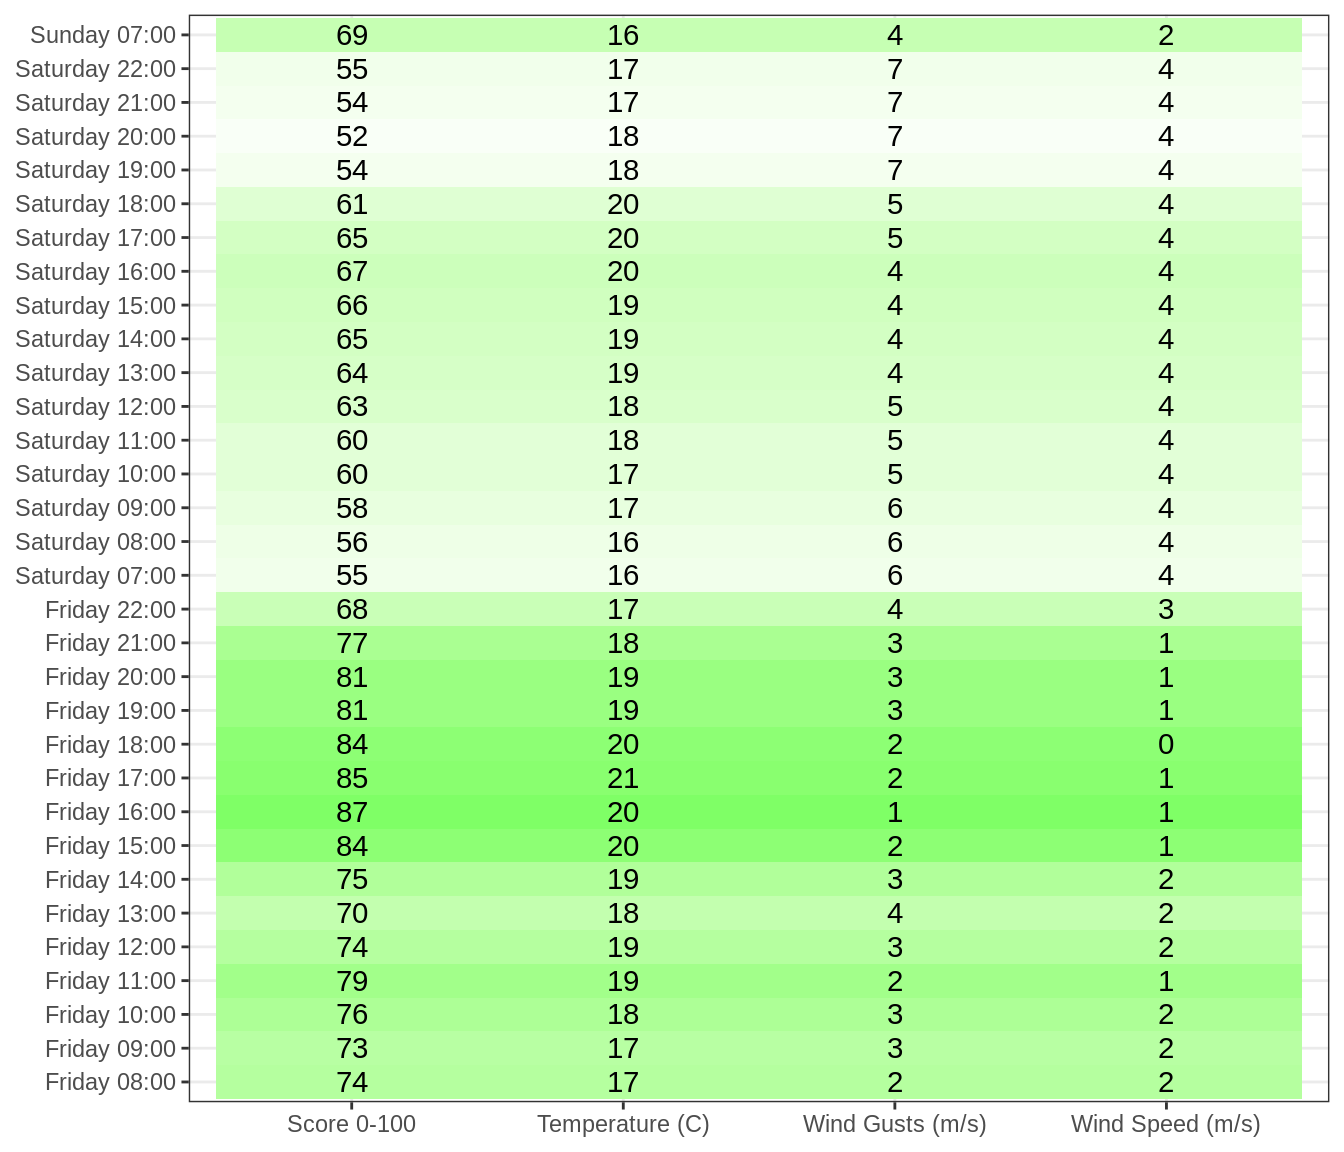 Sunday 07:00 69 16 4 2
Saturday 22:00 55 17 7 4
Saturday 21:00 54 17 7 4
Saturday 20:00 52 18 7 4
Saturday 19:00 54 18 7 4
Saturday 18:00 61 20 5 4
Saturday 17:00 65 20 5 4
Saturday 16:00 67 20 4 4
Saturday 15:00 66 19 4 4
Saturday 14:00 65 19 4 4
Saturday 13:00 64 19 4 4
Saturday 12:00 63 18 5 4
Saturday 11:00 60 18 5 4
Saturday 10:00 60 17 5 4
Saturday 09:00 58 17 6 4
Saturday 08:00 56 16 6 4
Saturday 07:00 55 16 6 4
Friday 22:00 68 17 4 3
Friday 21:00 77 18 3 1
Friday 20:00 81 19 3 1
Friday 19:00 81 19 3 1
Friday 18:00 84 20 2 0
Friday 17:00 85 21 2 1
Friday 16:00 87 20 1 1
Friday 15:00 84 20 2 1
Friday 14:00 75 19 3 2
Friday 13:00 70 18 4 2
Friday 12:00 74 19 3 2
Friday 11:00 79 19 2 1
Friday 10:00 76 18 3 2
Friday 09:00 73 17 3 2
Friday 08:00 74 17 2 2
Score 0-100 Temperature (C) Wind Gusts (m/s) Wind Speed (m/s)